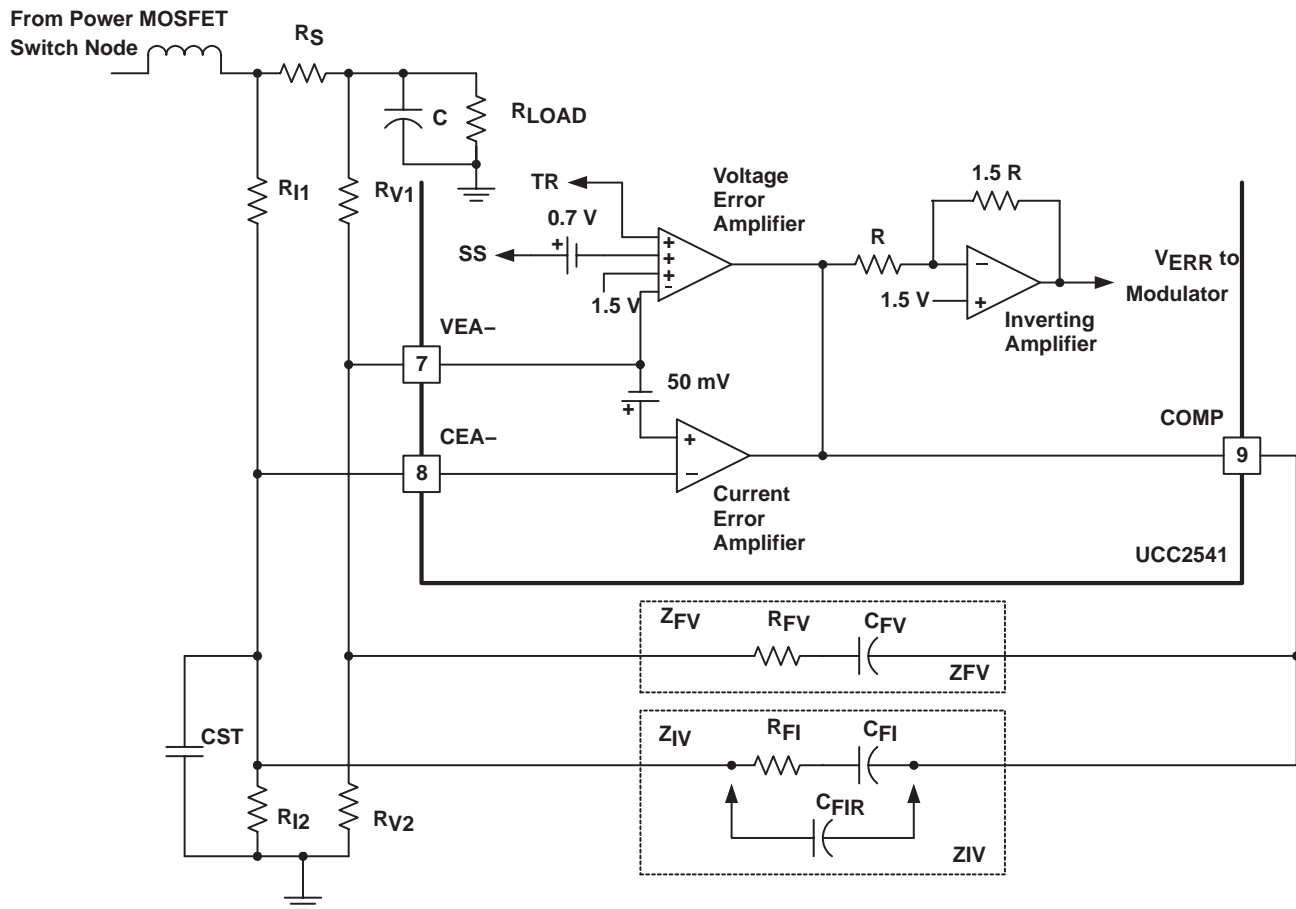 From Power MOSFET
Switch Node
RS
C
RLOAD
RI1
RV1
TR
0.7 V
+
SS
1.5 V
+
+
+
-
Voltage
Error
Amplifier
1.5 R
R
−
1.5 V
+
VERR to
Modulator
Inverting
Amplifier
VEA−
7
50 mV
+
CEA−
8
+
−
Current
Error
Amplifier
COMP
9
UCC2541
ZFV
RFV
CFV
ZFV
CST
ZIV
RFI
CFI
CFIR
ZIV
RI2
RV2